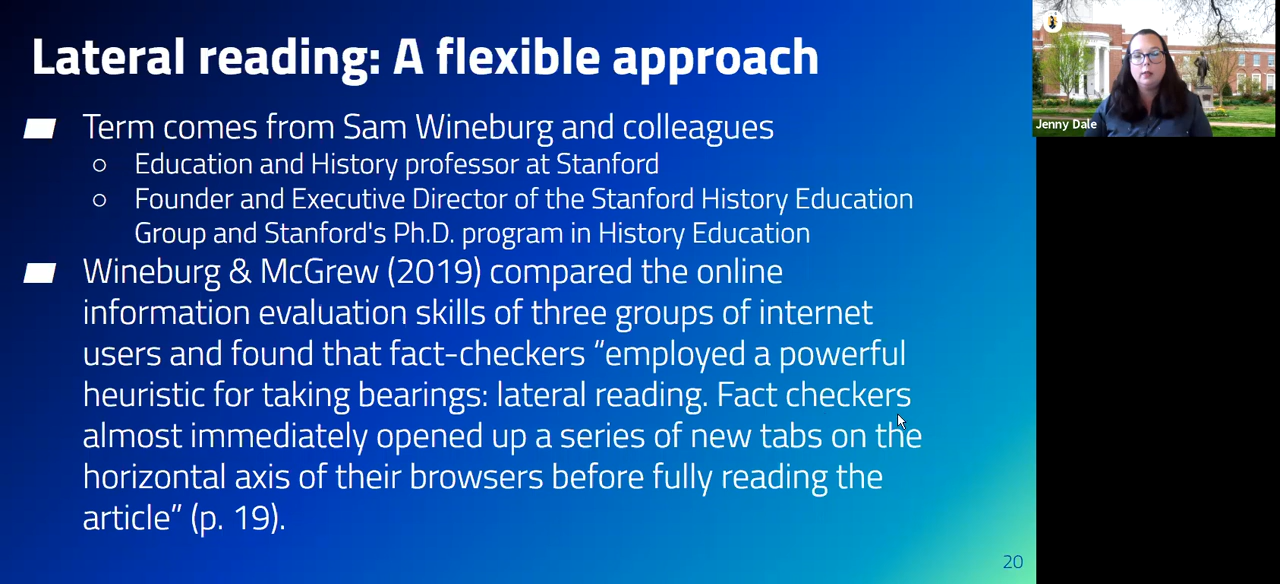 Lateral reading: A flexible approach
Term comes from Sam Wineburg and colleagues
Education and History professor at Stanford
Founder and Executive Director of the Stanford History Education
Group and Stanford's Ph.D. program in History Education
Wineburg & McGrew (2019) compared the online
information evaluation skills of three groups of internet
users and found that fact-checkers “employed a powerful
heuristic for taking bearings: lateral reading. Fact checkers
almost immediately opened up a series of new tabs on the
horizontal axis of their browsers before fully reading the
article” (p. 19).
20
Jenny Dale